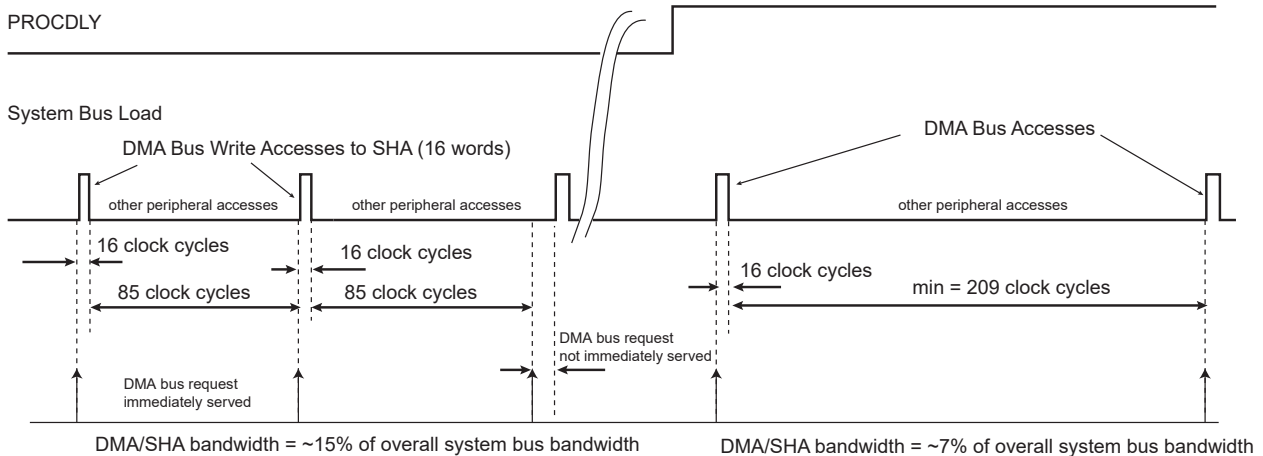 PROCDLY
System Bus Load
DMA Bus Write Accesses to SHA (16 words)
DMA Bus Accesses
other peripheral accesses
other peripheral accesses
other peripheral accesses
16 clock cycles
16 clock cycles
16 clock cycles
85 clock cycles
85 clock cycles
min = 209 clock cycles
DMA bus request
not immediately served
DMA bus request
immediately served
DMA/SHA bandwidth = ~15% of overall system bus bandwidth
DMA/SHA bandwidth = ~7% of overall system bus bandwidth